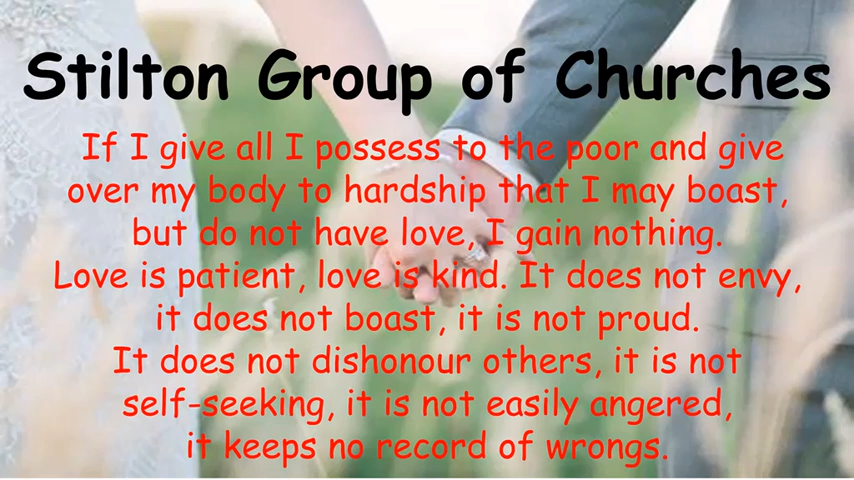 Stilton Group of Churches
If I give all I possess to the poor and give
over my body to hardship that I may boast,
but do not have love, I gain nothing.
Love is patient, love is kind. It does not envy,
it does not boast, it is not proud.
It does not dishonour others, it is not
self-seeking, it is not easily angered,
it keeps no record of wrongs.